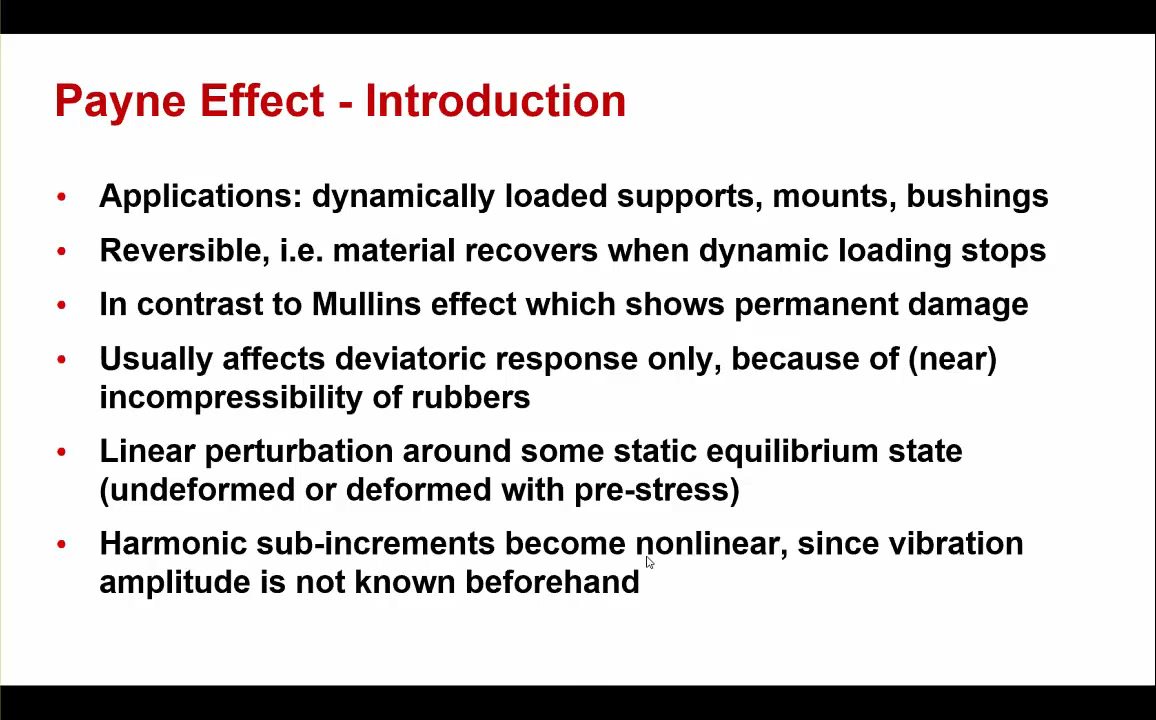 Payne Effect - Introduction
• Applications: dynamically loaded supports, mounts, bushings
• Reversible, i.e. material recovers when dynamic loading stops
• In contrast to Mullins effect which shows permanent damage
• Usually affects deviatoric response only, because of (near)
incompressibility of rubbers
• Linear perturbation around some static equilibrium state
(undeformed or deformed with pre-stress)
• Harmonic sub-increments become nonlinear, since vibration
amplitude is not known beforehand